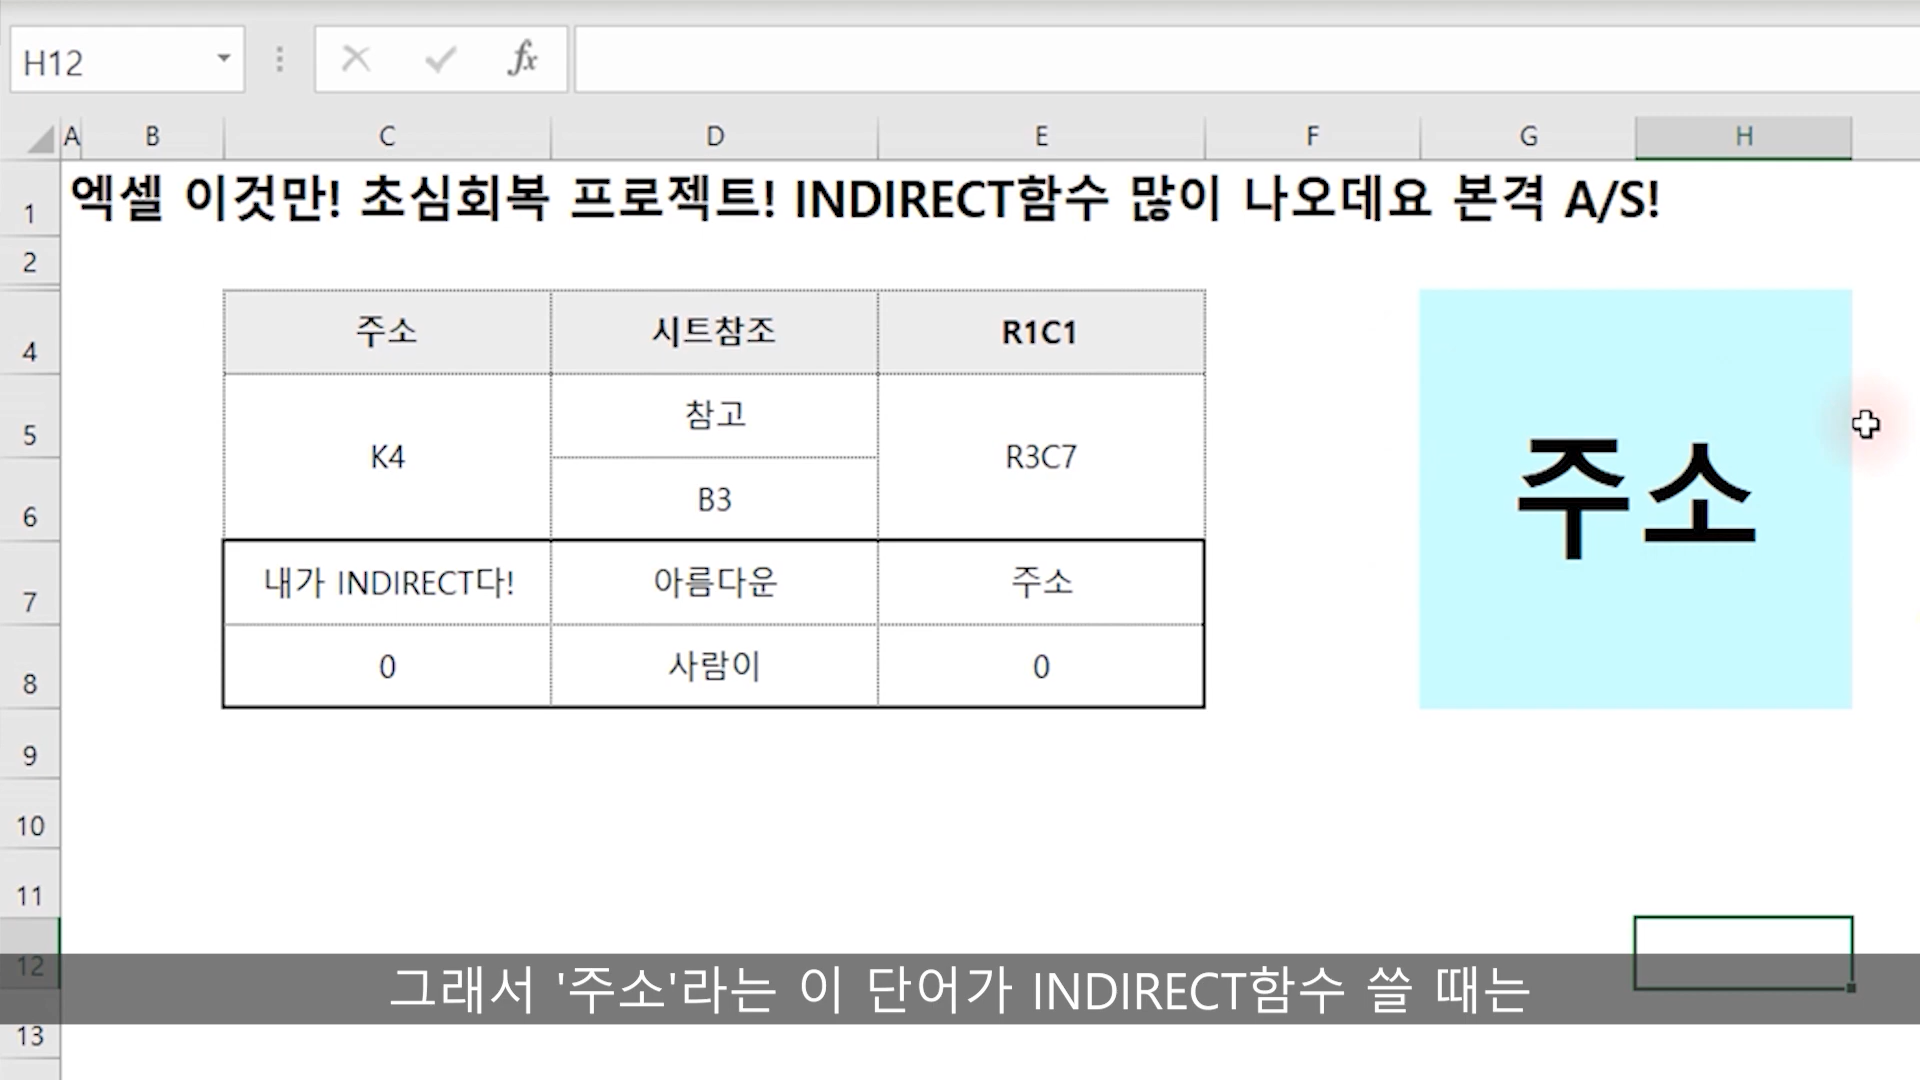 H12
fx
A B C D E F G H
1 엑셀 이것만! 초심회복 프로젝트! INDIRECT함수 많이 나오데요 본격 A/S!
2
4 주소 시트참조 R1C1
5 참고
K4 R3C7
6 B3
주소
7 내가 INDIRECT다! 아름다운 주소
8 0 사람이 0
9
10
11
12
그래서 '주소'라는 이 단어가 INDIRECT함수 쓸 때는
13